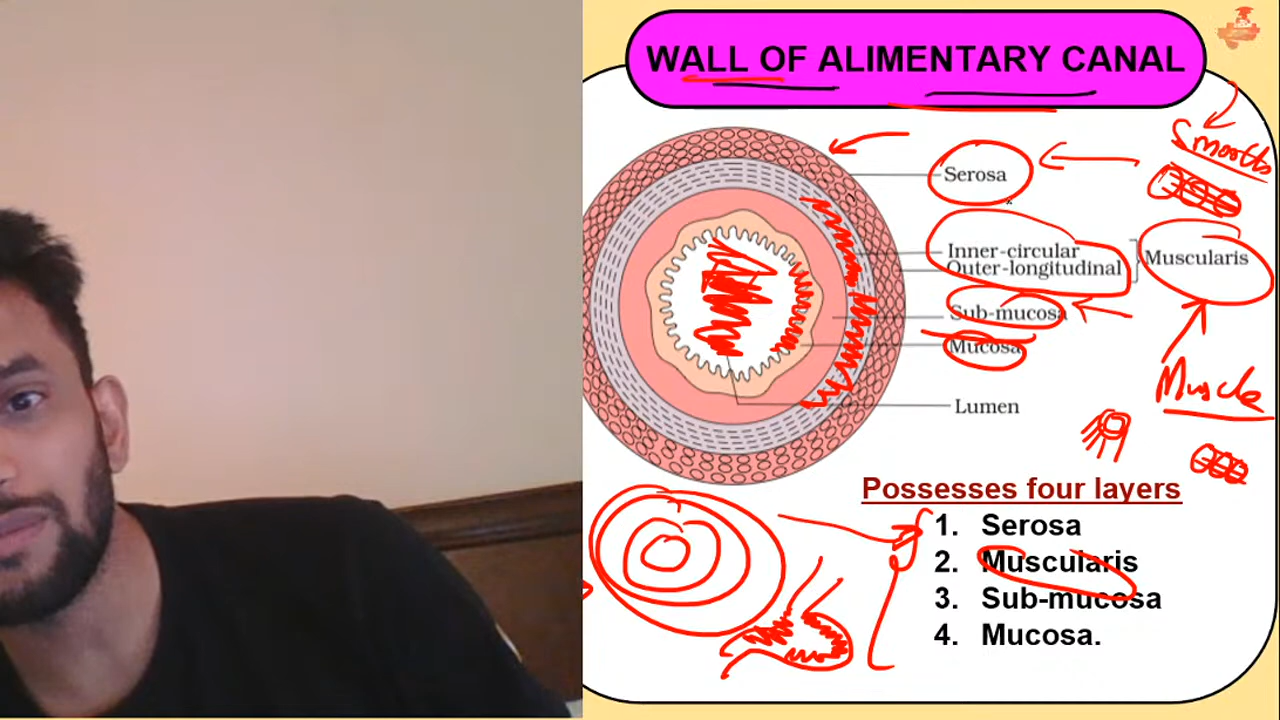 WALL OF ALIMENTARY CANAL
Smooth
Serosa
Inner-circular
Outer-longitudinal
Muscularis
Sub-mucosa
Mucosa
Muscle
Lumen
Possesses four layers
1. Serosa
2. Muscularis
3. Sub-mucosa
4. Mucosa.